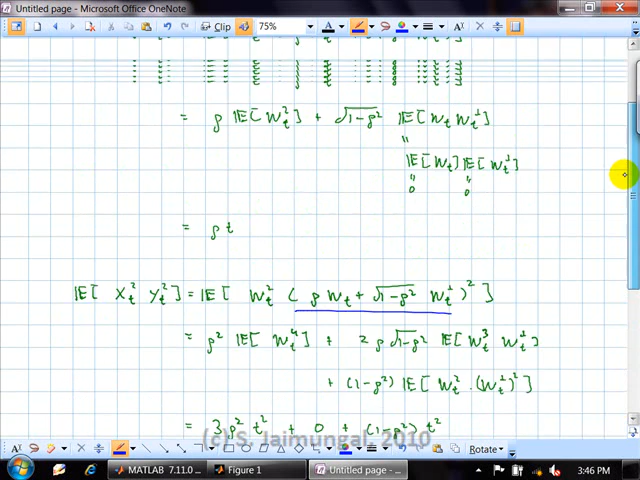 Untitled page - Microsoft Office OneNote
75% Clip A
= ρ 𝔼[W_t^2] + √(1-ρ^2) 𝔼[W_t W_t^⊥]
"
𝔼[W_t] 𝔼[W_t^⊥]
" "
0 0
= ρ t
𝔼[ X_t^2 Y_t^2 ] = 𝔼[ W_t^2 ( ρ W_t + √(1-ρ^2) W_t^⊥ )^2 ]
= ρ^2 𝔼[ W_t^4 ] + 2 ρ √(1-ρ^2) 𝔼[ W_t^3 W_t^⊥ ]
+ (1-ρ^2) 𝔼[ W_t^2 · (W_t^⊥)^2 ]
= 3 ρ^2 t^2 + 0 + (1-ρ^2) t^2
(c) S. Jaimungal, 2010
Rotate
MATLAB 7.11.0 Figure 1 Untitled page - Micr... 3:46 PM